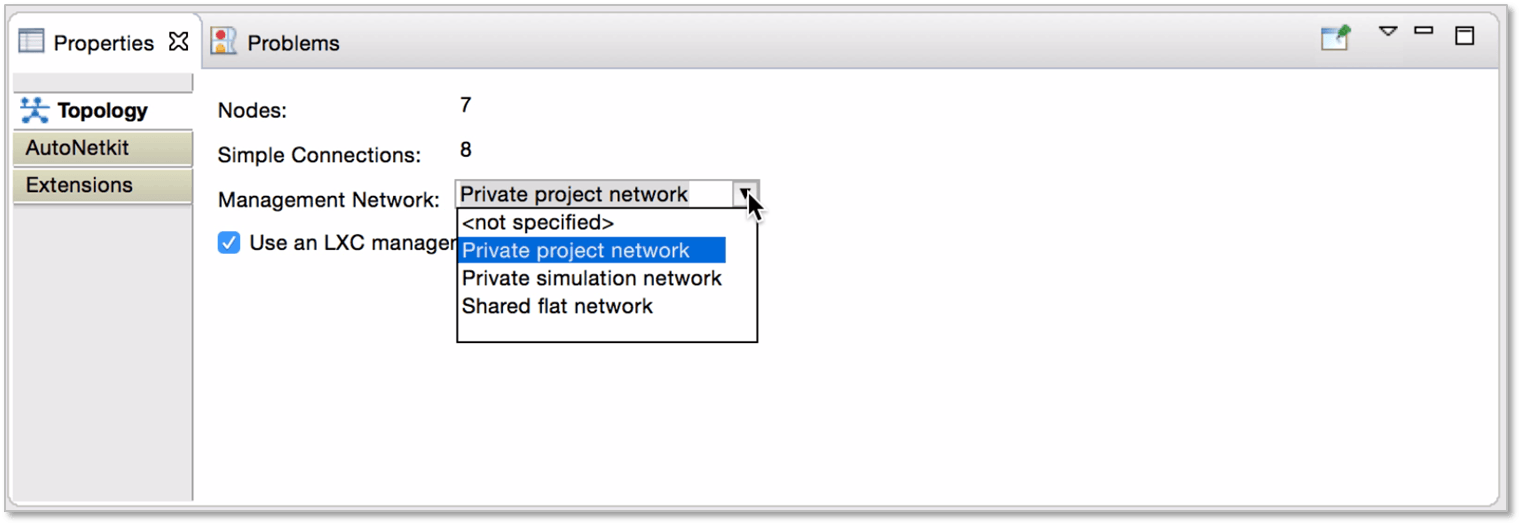 Properties
Problems
Topology
AutoNetkit
Extensions
Nodes: 7
Simple Connections: 8
Management Network: Private project network
<not specified>
Use an LXC manager
Private project network
Private simulation network
Shared flat network